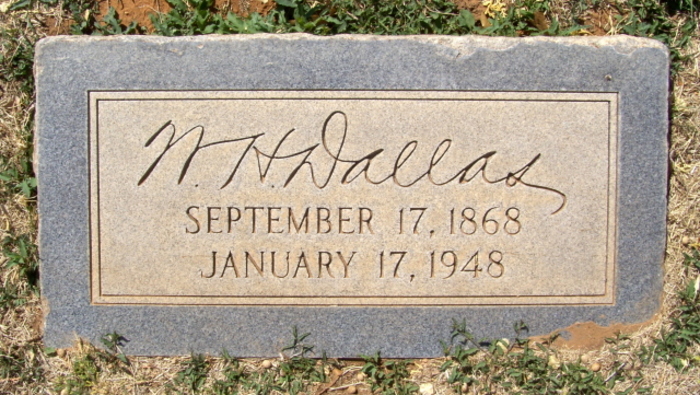 W. H. Dallas
SEPTEMBER 17, 1868
JANUARY 17, 1948